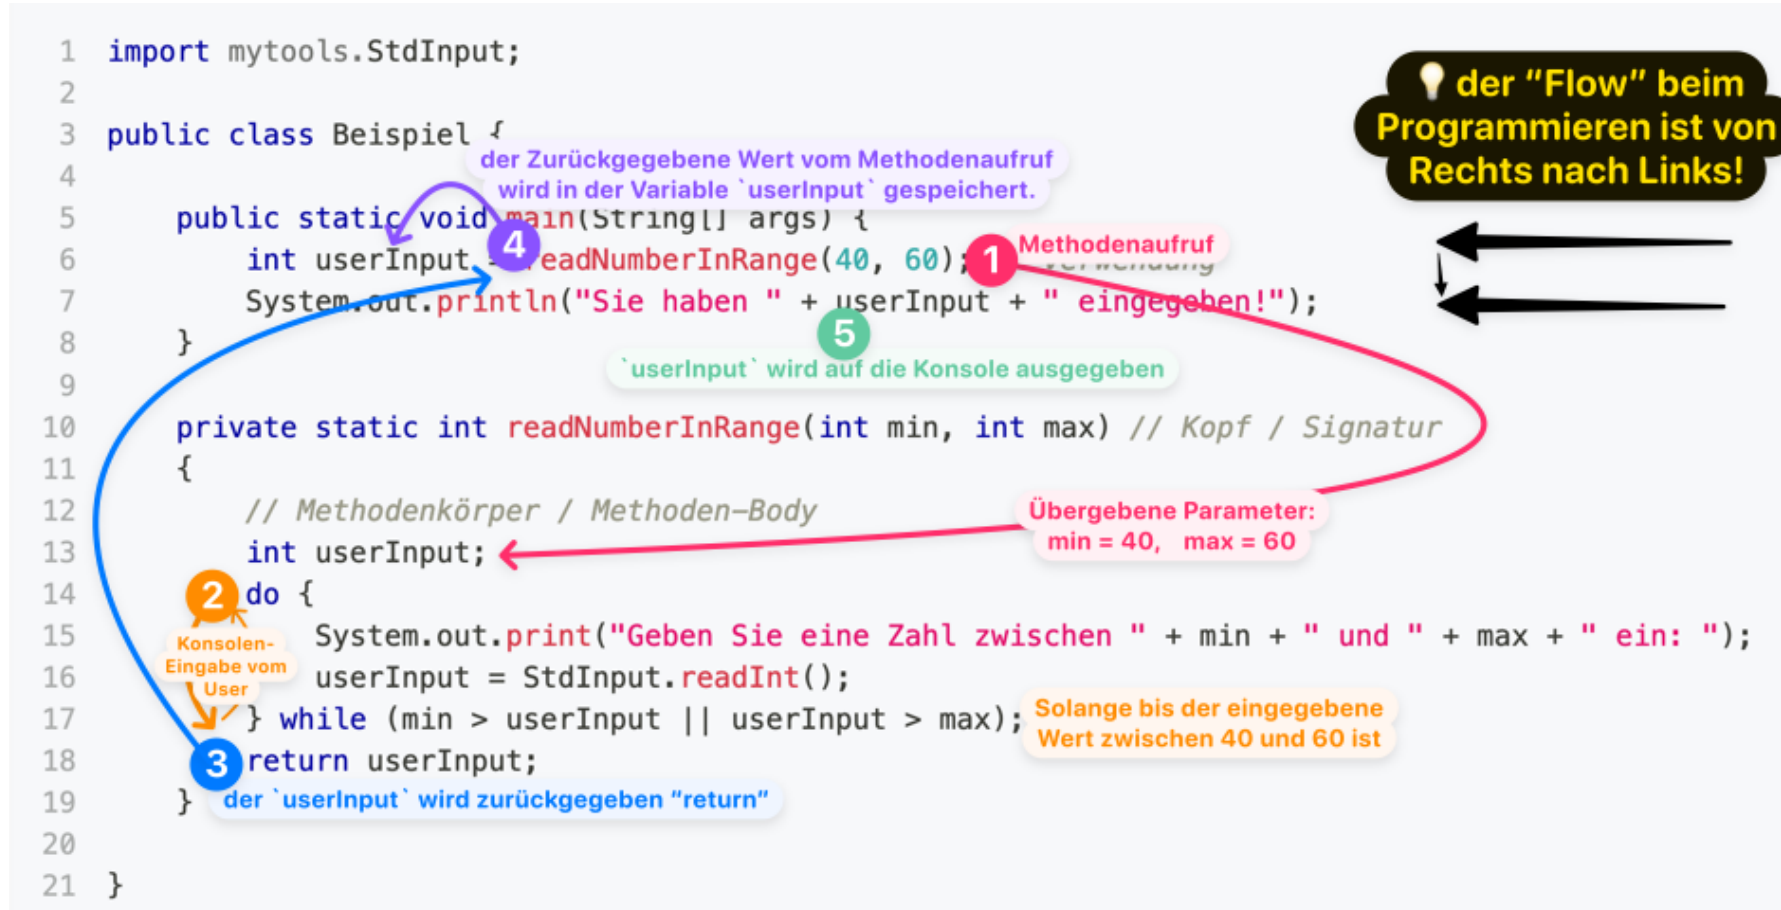 1 import mytools.StdInput;
2
3 public class Beispiel {
der Zurückgegebene Wert vom Methodenaufruf
wird in der Variable `userInput` gespeichert.
4
5 public static void main(String[] args) {
6 int userInput = readNumberInRange(40, 60); // Verwendung
4
1
Methodenaufruf
7 System.out.println("Sie haben " + userInput + " eingegeben!");
5
8 }
`userInput` wird auf die Konsole ausgegeben
9
10 private static int readNumberInRange(int min, int max) // Kopf / Signatur
11 {
12 // Methodenkörper / Methoden-Body
Übergebene Parameter:
min = 40, max = 60
13 int userInput;
14 do {
2
Konsolen-
Eingabe vom
User
15 System.out.print("Geben Sie eine Zahl zwischen " + min + " und " + max + " ein: ");
16 userInput = StdInput.readInt();
17 } while (min > userInput || userInput > max);
Solange bis der eingegebene
Wert zwischen 40 und 60 ist
18 return userInput;
3
19 }
der `userInput` wird zurückgegeben "return"
20
21 }
💡 der "Flow" beim
Programmieren ist von
Rechts nach Links!